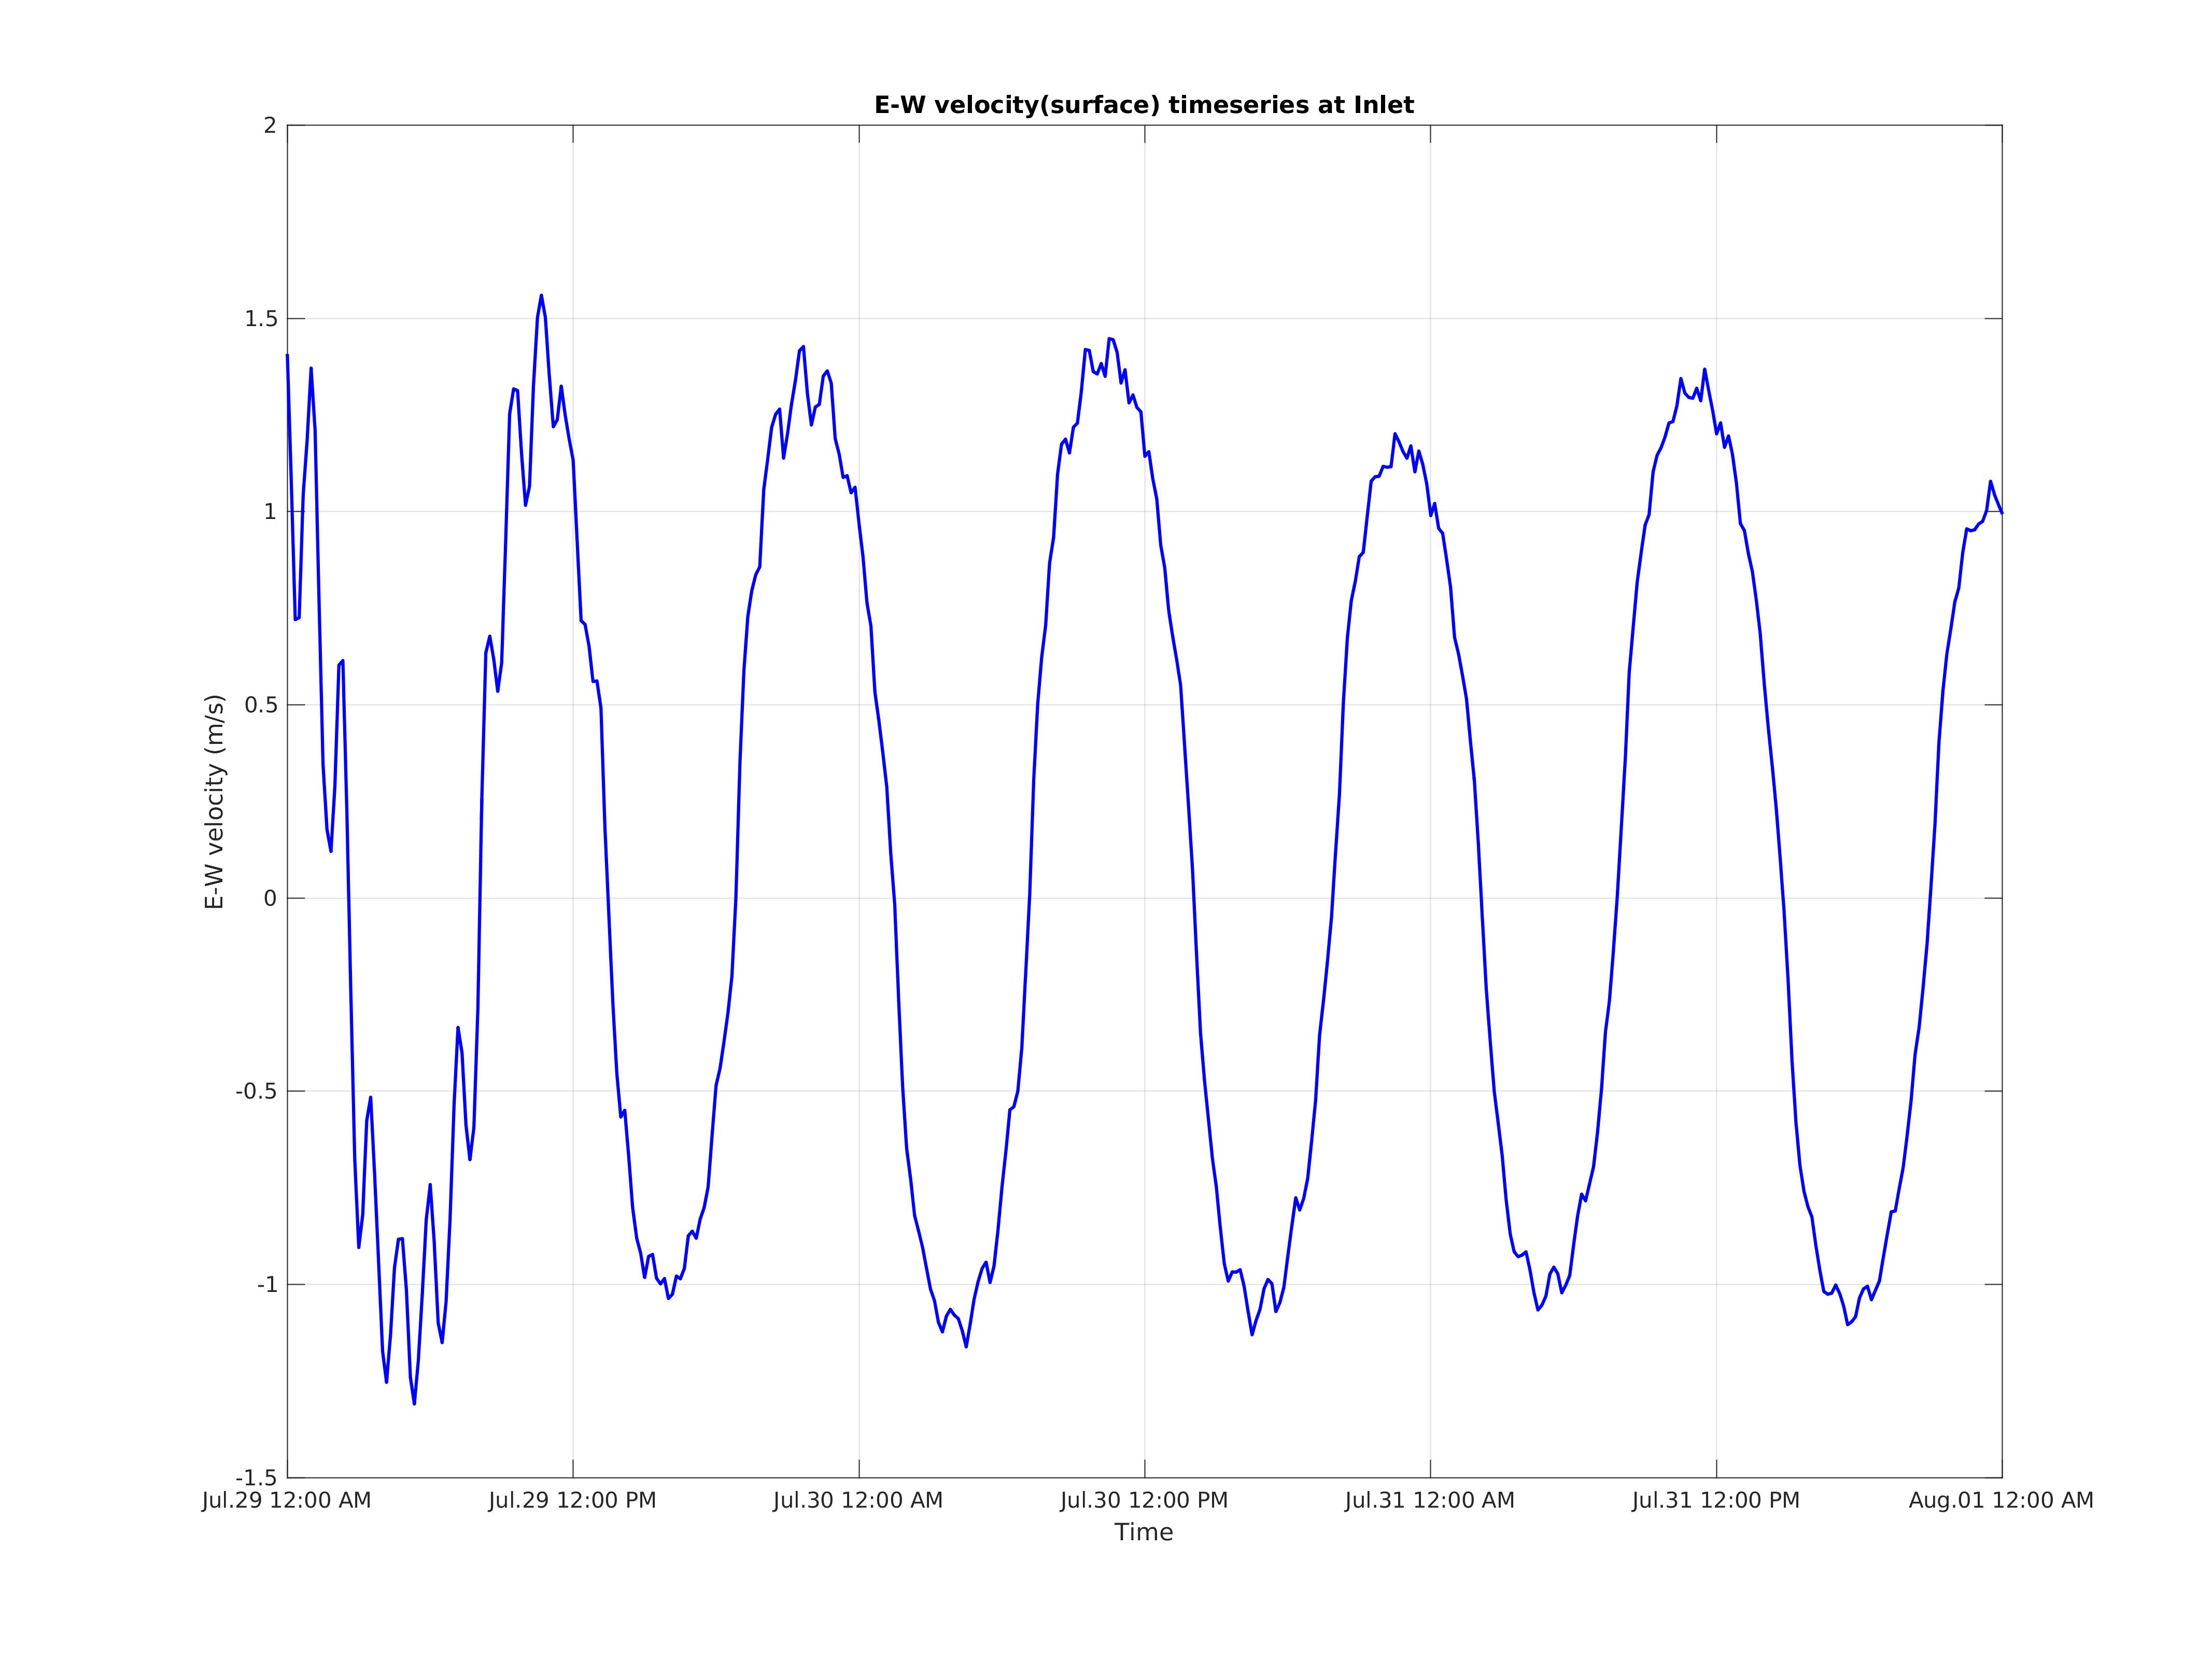 E-W velocity(surface) timeseries at Inlet
2
1.5
1
0.5
0
-0.5
-1
-1.5
E-W velocity (m/s)
Jul.29 12:00 AM
Jul.29 12:00 PM
Jul.30 12:00 AM
Jul.30 12:00 PM
Jul.31 12:00 AM
Jul.31 12:00 PM
Aug.01 12:00 AM
Time